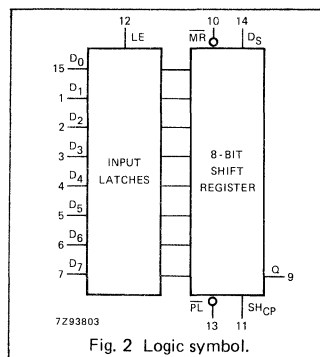 12 10 14
LE MR DS
15 D0
1 D1
2 D2
3 D3
INPUT 8-BIT
4 D4
LATCHES SHIFT
REGISTER
5 D5
6 D6
7 D7
Q 9
7Z93803
PL SHCP
13 11
Fig. 2 Logic symbol.